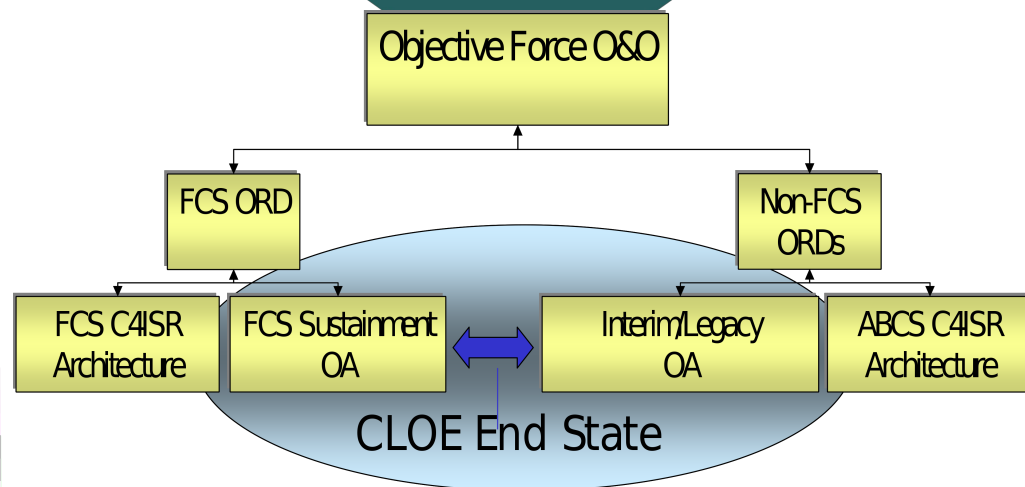 Objective Force O&O
FCS ORD
Non-FCS
ORDs
FCS C4ISR
Architecture
FCS Sustainment
OA
Interim/Legacy
OA
ABCS C4ISR
Architecture
CLOE End State